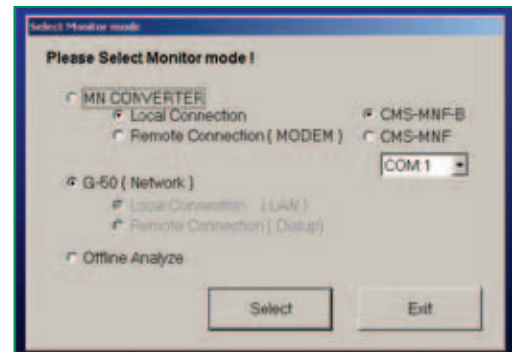 Select Monitor mode
Please Select Monitor mode !
MN CONVERTER
Local Connection CMS-MNF-B
Remote Connection ( MODEM ) CMS-MNF
COM:1
G-50 ( Network )
Local Connection ( LAN )
Remote Connection ( Dialup)
Offline Analyze
Select Exit